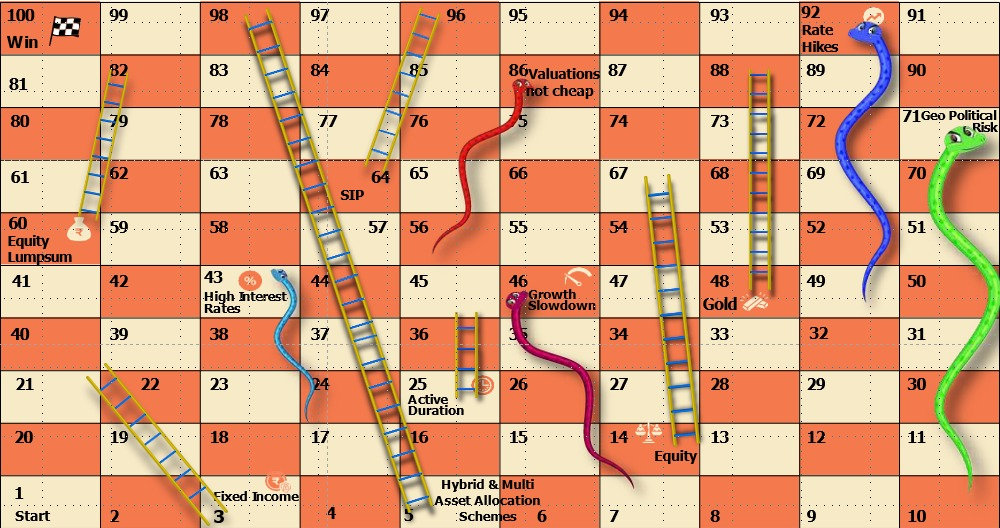 100 99 98 97 96 95 94 93 92 91
Win
Rate
Hikes
81 82 83 84 85 86 87 88 89 90
Valuations
not cheap
80 79 78 77 76 75 74 73 72 71
Geo Political
Risk
61 62 63 64 65 66 67 68 69 70
SIP
60 59 58 57 56 55 54 53 52 51
Equity
Lumpsum
41 42 43 44 45 46 47 48 49 50
High Interest
Rates
Growth
Slowdown
Gold
40 39 38 37 36 35 34 33 32 31
21 22 23 24 25 26 27 28 29 30
Active
Duration
20 19 18 17 16 15 14 13 12 11
Equity
1 2 3 4 5 6 7 8 9 10
Start
Fixed Income
Hybrid & Multi
Asset Allocation
Schemes